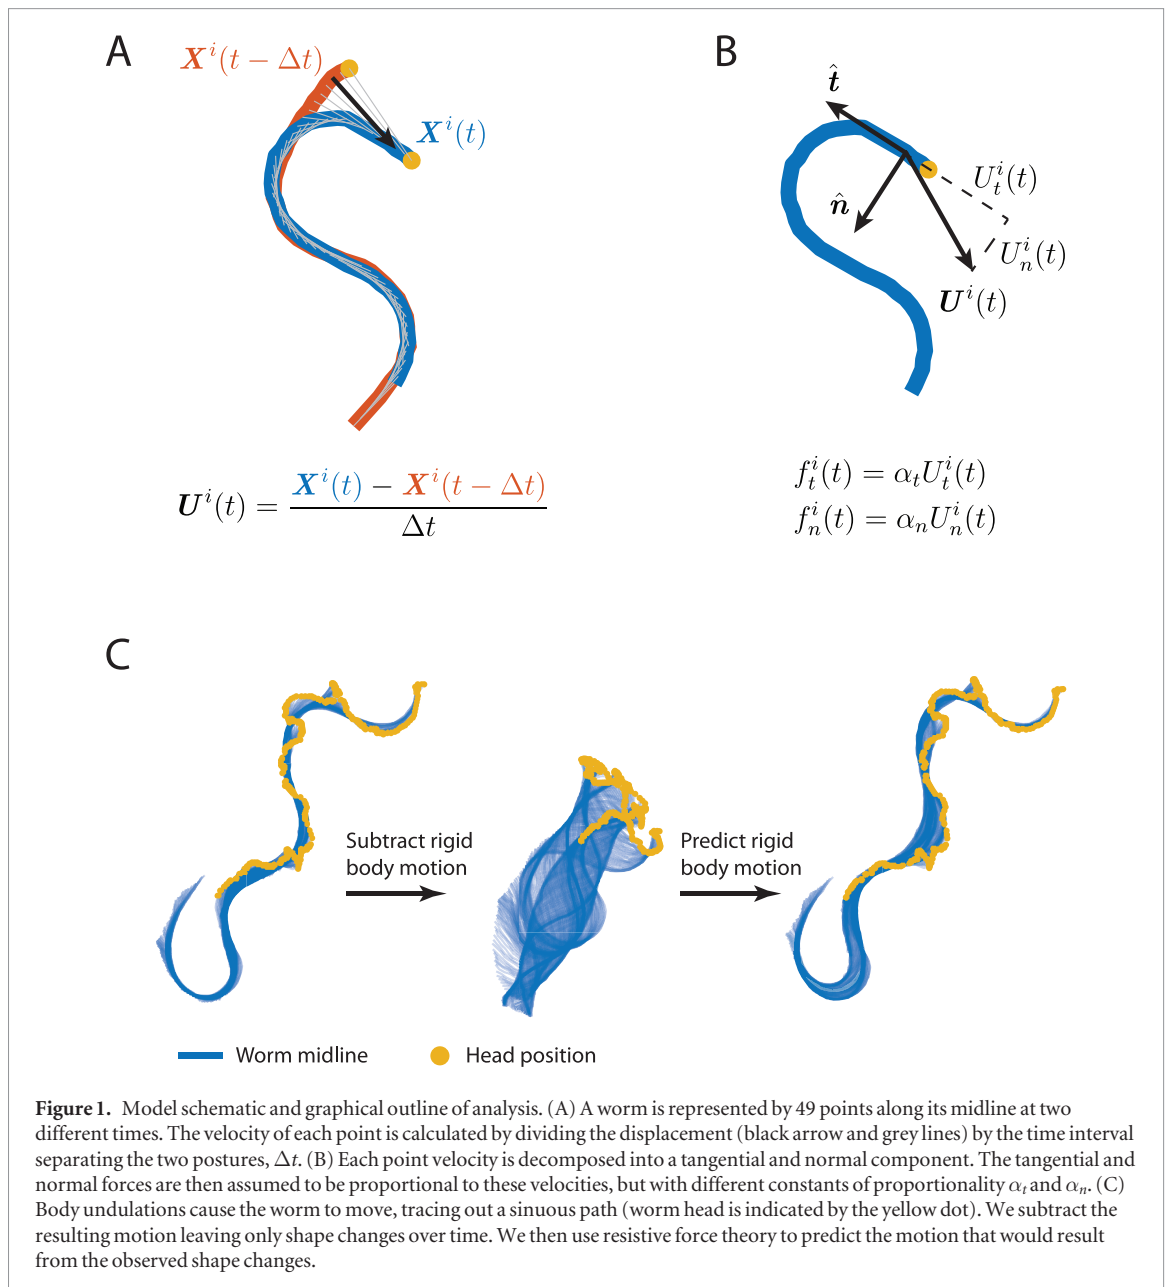 A
X^i(t − Δt)
X^i(t)
U^i(t) = (X^i(t) − X^i(t − Δt)) / Δt
B
t̂
n̂
U_t^i(t)
U_n^i(t)
U^i(t)
f_t^i(t) = α_t U_t^i(t)
f_n^i(t) = α_n U_n^i(t)
C
Subtract rigid
body motion
Predict rigid
body motion
Worm midline
Head position
Figure 1. Model schematic and graphical outline of analysis. (A) A worm is represented by 49 points along its midline at two
different times. The velocity of each point is calculated by dividing the displacement (black arrow and grey lines) by the time interval
separating the two postures, Δt. (B) Each point velocity is decomposed into a tangential and normal component. The tangential and
normal forces are then assumed to be proportional to these velocities, but with different constants of proportionality α_t and α_n. (C)
Body undulations cause the worm to move, tracing out a sinuous path (worm head is indicated by the yellow dot). We subtract the
resulting motion leaving only shape changes over time. We then use resistive force theory to predict the motion that would result
from the observed shape changes.